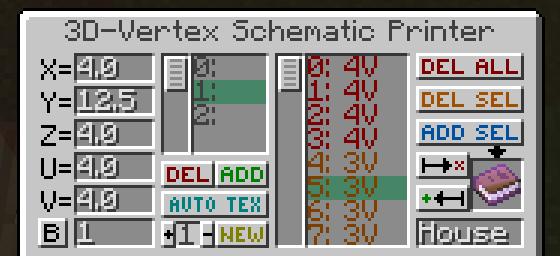 3D-Vertex Schematic Printer
X= 4.0
Y= 12.5
Z= 4.0
U= 4.0
V= 4.0
B 1
0:
1:
2:
DEL ADD
AUTO TEX
+ 1 - NEW
0: 4V
1: 4V
2: 4V
3: 4V
4: 3V
5: 3V
6: 3V
7: 3V
DEL ALL
DEL SEL
ADD SEL
House